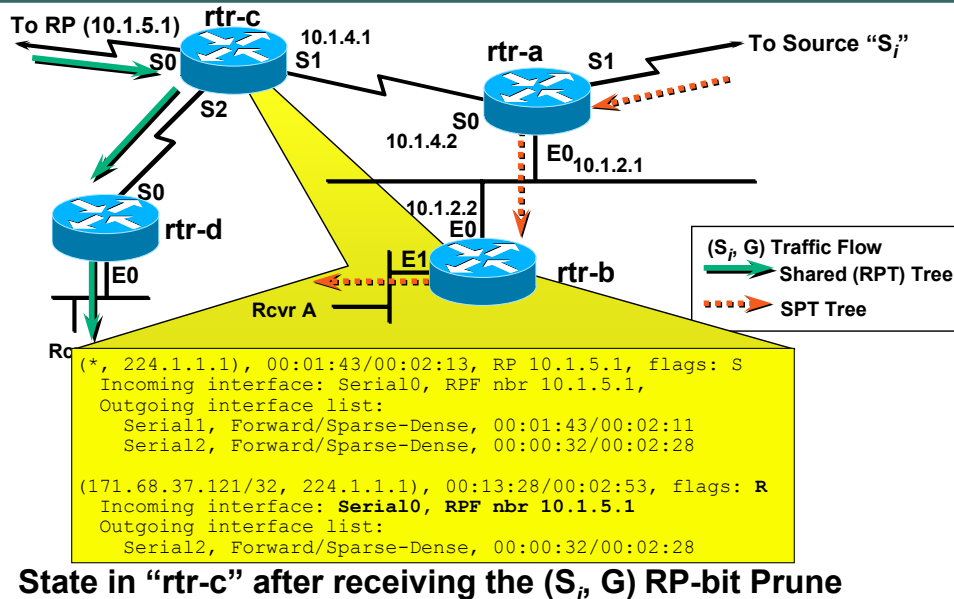 rtr-c
To RP (10.1.5.1)
10.1.4.1
rtr-a
To Source “Si”
S0
S1
S1
S2
S0
10.1.4.2
E0
10.1.2.1
S0
rtr-d
10.1.2.2
E0
E1
rtr-b
E0
Rcvr A
(Si, G) Traffic Flow
Shared (RPT) Tree
SPT Tree
(*, 224.1.1.1), 00:01:43/00:02:13, RP 10.1.5.1, flags: S
Incoming interface: Serial0, RPF nbr 10.1.5.1,
Outgoing interface list:
Serial1, Forward/Sparse-Dense, 00:01:43/00:02:11
Serial2, Forward/Sparse-Dense, 00:00:32/00:02:28
(171.68.37.121/32, 224.1.1.1), 00:13:28/00:02:53, flags: R
Incoming interface: Serial0, RPF nbr 10.1.5.1
Outgoing interface list:
Serial2, Forward/Sparse-Dense, 00:00:32/00:02:28
State in “rtr-c” after receiving the (Si, G) RP-bit Prune